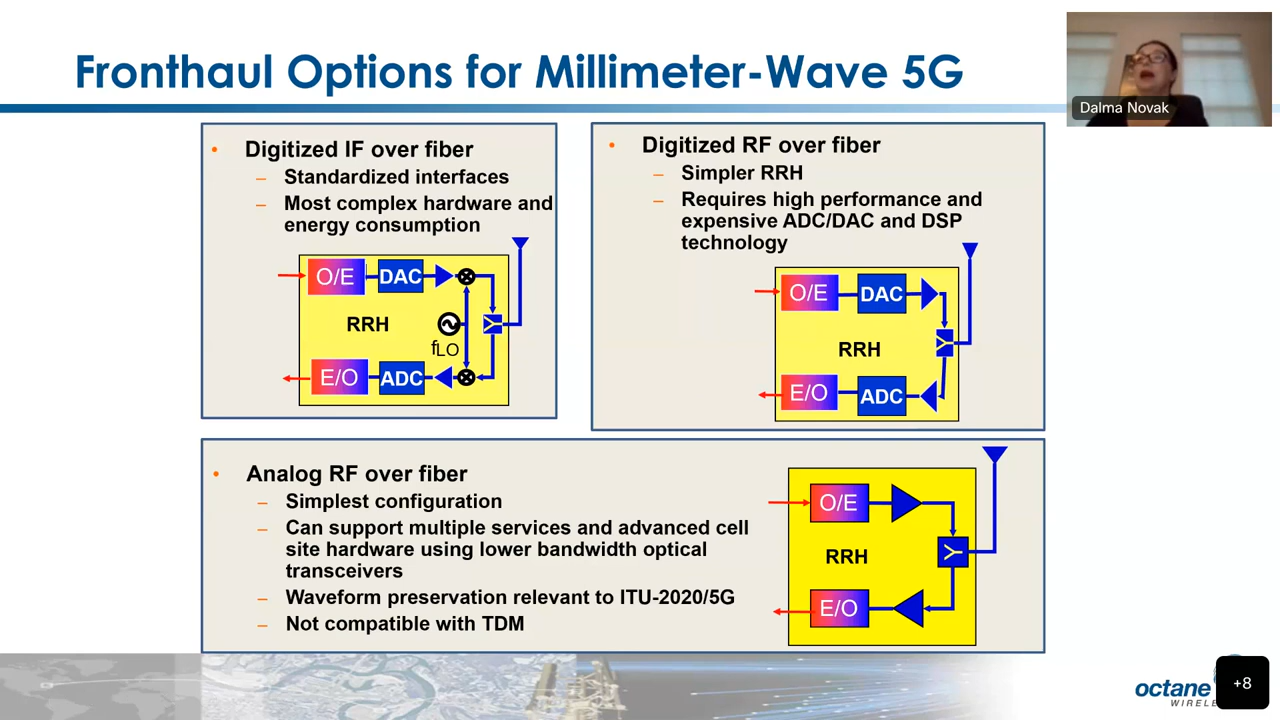 Fronthaul Options for Millimeter-Wave 5G
Dalma Novak
• Digitized IF over fiber
– Standardized interfaces
– Most complex hardware and
energy consumption
O/E DAC
RRH
fLO
E/O ADC
• Digitized RF over fiber
– Simpler RRH
– Requires high performance and
expensive ADC/DAC and DSP
technology
O/E DAC
RRH
E/O ADC
• Analog RF over fiber
– Simplest configuration
– Can support multiple services and advanced cell
site hardware using lower bandwidth optical
transceivers
– Waveform preservation relevant to ITU-2020/5G
– Not compatible with TDM
O/E
RRH
E/O
octane
+8